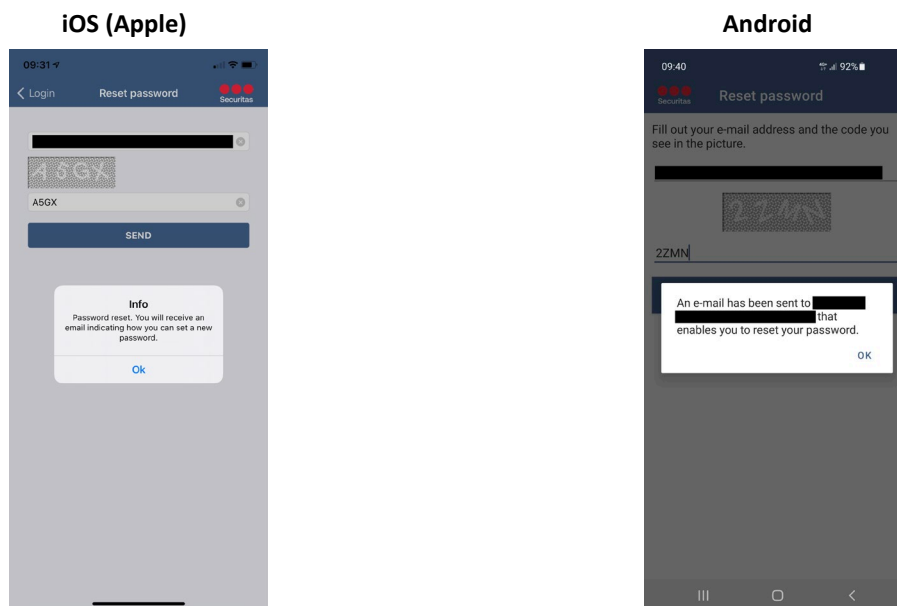 iOS (Apple)
09:31
Login
Reset password
Securitas
A5GX
A5GX
SEND
Info
Password reset. You will receive an
email indicating how you can set a new
password.
Ok
Android
09:40
92%
Securitas
Reset password
Fill out your e-mail address and the code you
see in the picture.
2ZMN
2ZMN
An e-mail has been sent to
that
enables you to reset your password.
OK